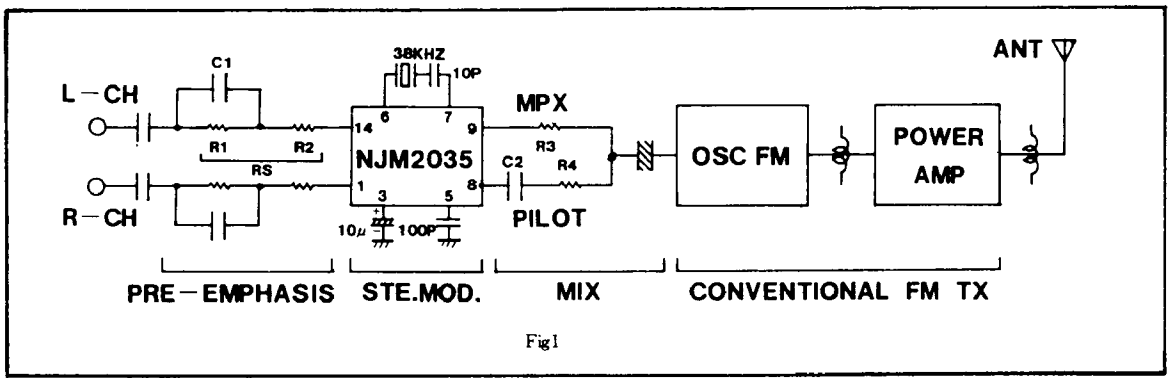 ANT
38KHZ
C1
10P
L-CH
MPX
6
7
14
9
R1
R2
R3
OSC FM
POWER
AMP
NJM2035
RS
C2
R4
1
8
3
5
R-CH
PILOT
+
10μ
100P
PRE-EMPHASIS
STE.MOD.
MIX
CONVENTIONAL FM TX
Fig1